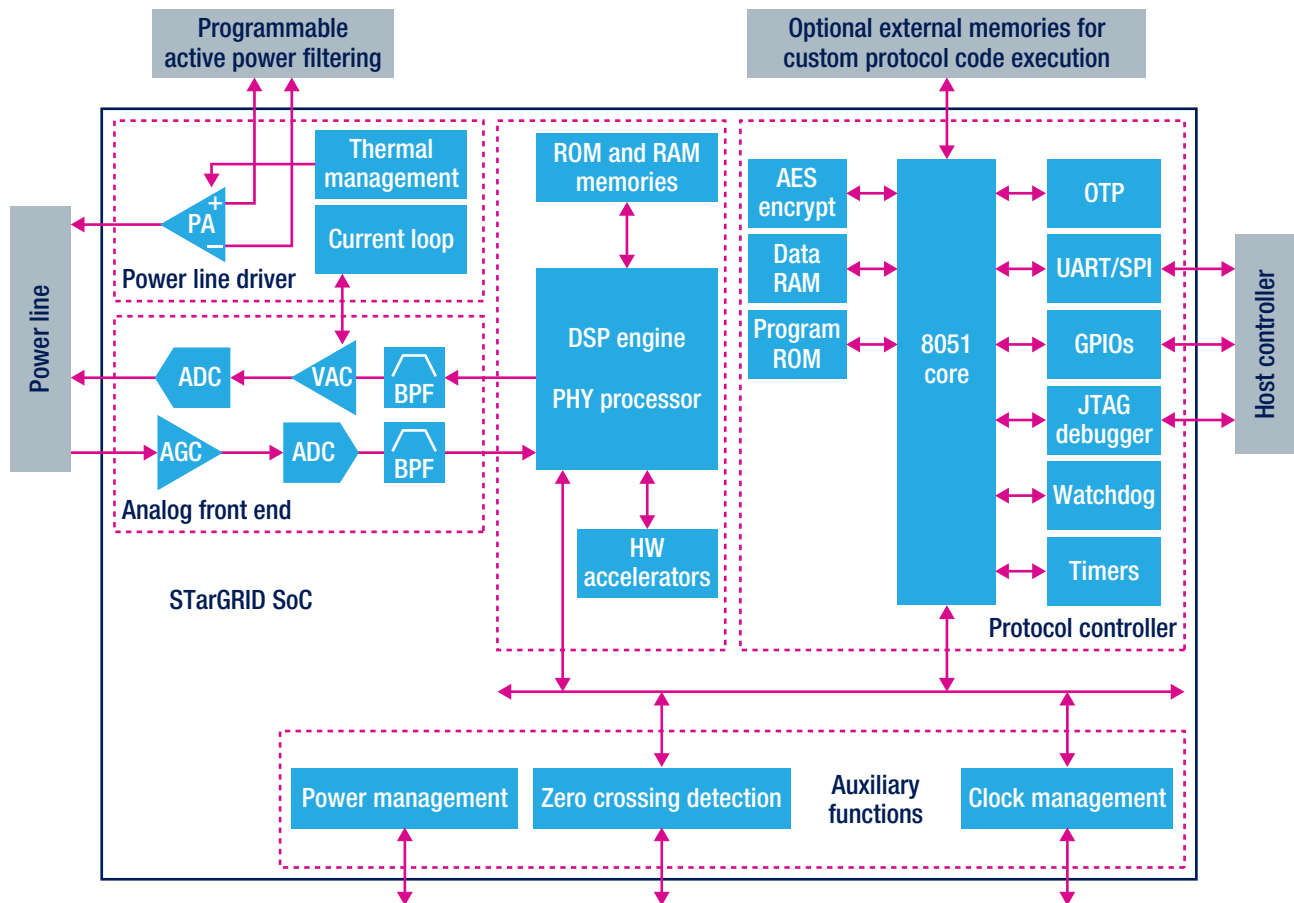 Programmable
active power filtering
Optional external memories for
custom protocol code execution
Thermal
management
+
PA
–
Current loop
Power line driver
Power line
ADC
VAC
BPF
AGC
ADC
BPF
Analog front end
STarGRID SoC
ROM and RAM
memories
DSP engine
PHY processor
HW
accelerators
AES
encrypt
Data
RAM
Program
ROM
8051
core
OTP
UART/SPI
GPIOs
JTAG
debugger
Watchdog
Timers
Protocol controller
Host controller
Power management
Zero crossing detection
Auxiliary
functions
Clock management